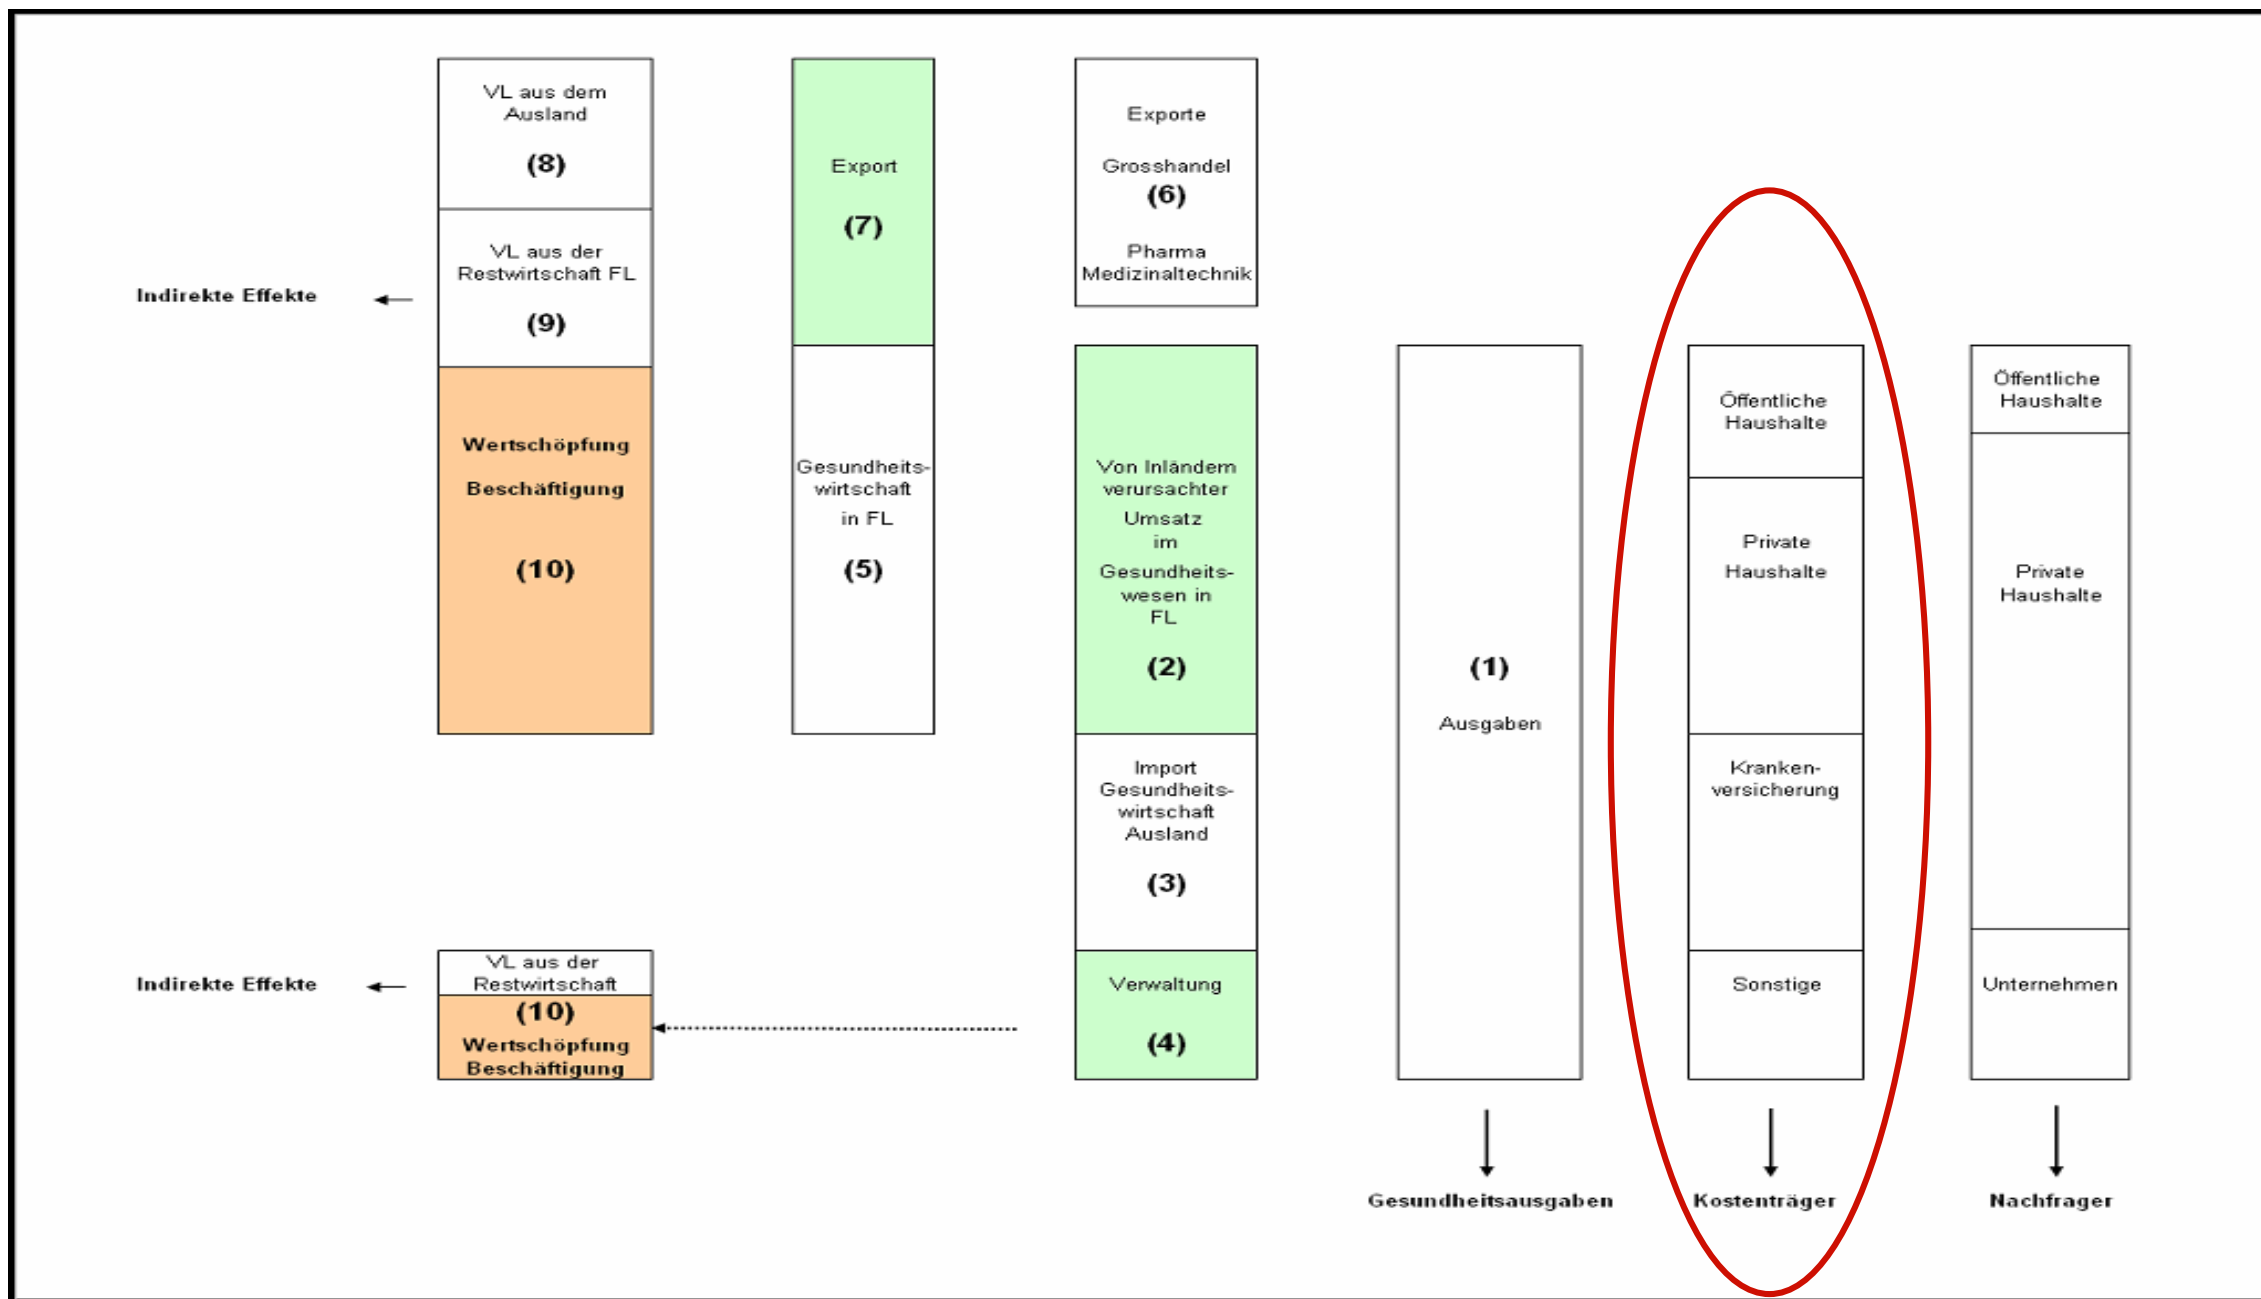 VL aus dem
Ausland
(8)
VL aus der
Restwirtschaft FL
(9)
Indirekte Effekte
Wertschöpfung
Beschäftigung
(10)
Export
(7)
Gesundheits-
wirtschaft
in FL
(5)
Exporte
Grosshandel
(6)
Pharma
Medizinaltechnik
Von Inländern
verursachter
Umsatz
im
Gesundheits-
wesen in
FL
(2)
Import
Gesundheits-
wirtschaft
Ausland
(3)
Verwaltung
(4)
Indirekte Effekte
VL aus der
Restwirtschaft
(10)
Wertschöpfung
Beschäftigung
(1)
Ausgaben
Gesundheitsausgaben
Öffentliche
Haushalte
Private
Haushalte
Kranken-
versicherung
Sonstige
Kostenträger
Öffentliche
Haushalte
Private
Haushalte
Unternehmen
Nachfrager